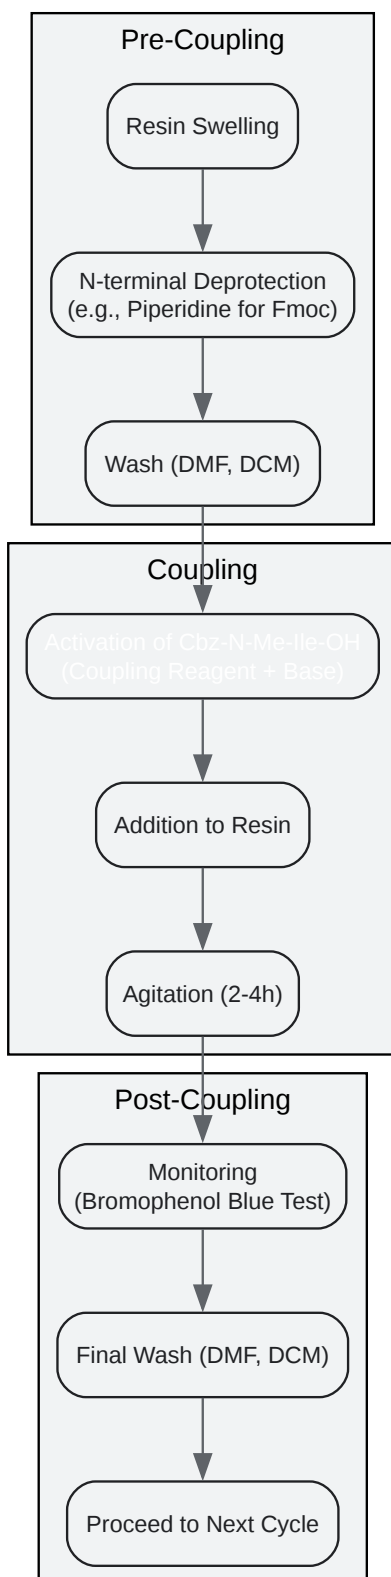 Pre-Coupling
Resin Swelling
N-terminal Deprotection
(e.g., Piperidine for Fmoc)
Wash (DMF, DCM)
Coupling
Activation of Cbz-N-Me-Ile-OH
(Coupling Reagent + Base)
Addition to Resin
Agitation (2-4h)
Post-Coupling
Monitoring
(Bromophenol Blue Test)
Final Wash (DMF, DCM)
Proceed to Next Cycle